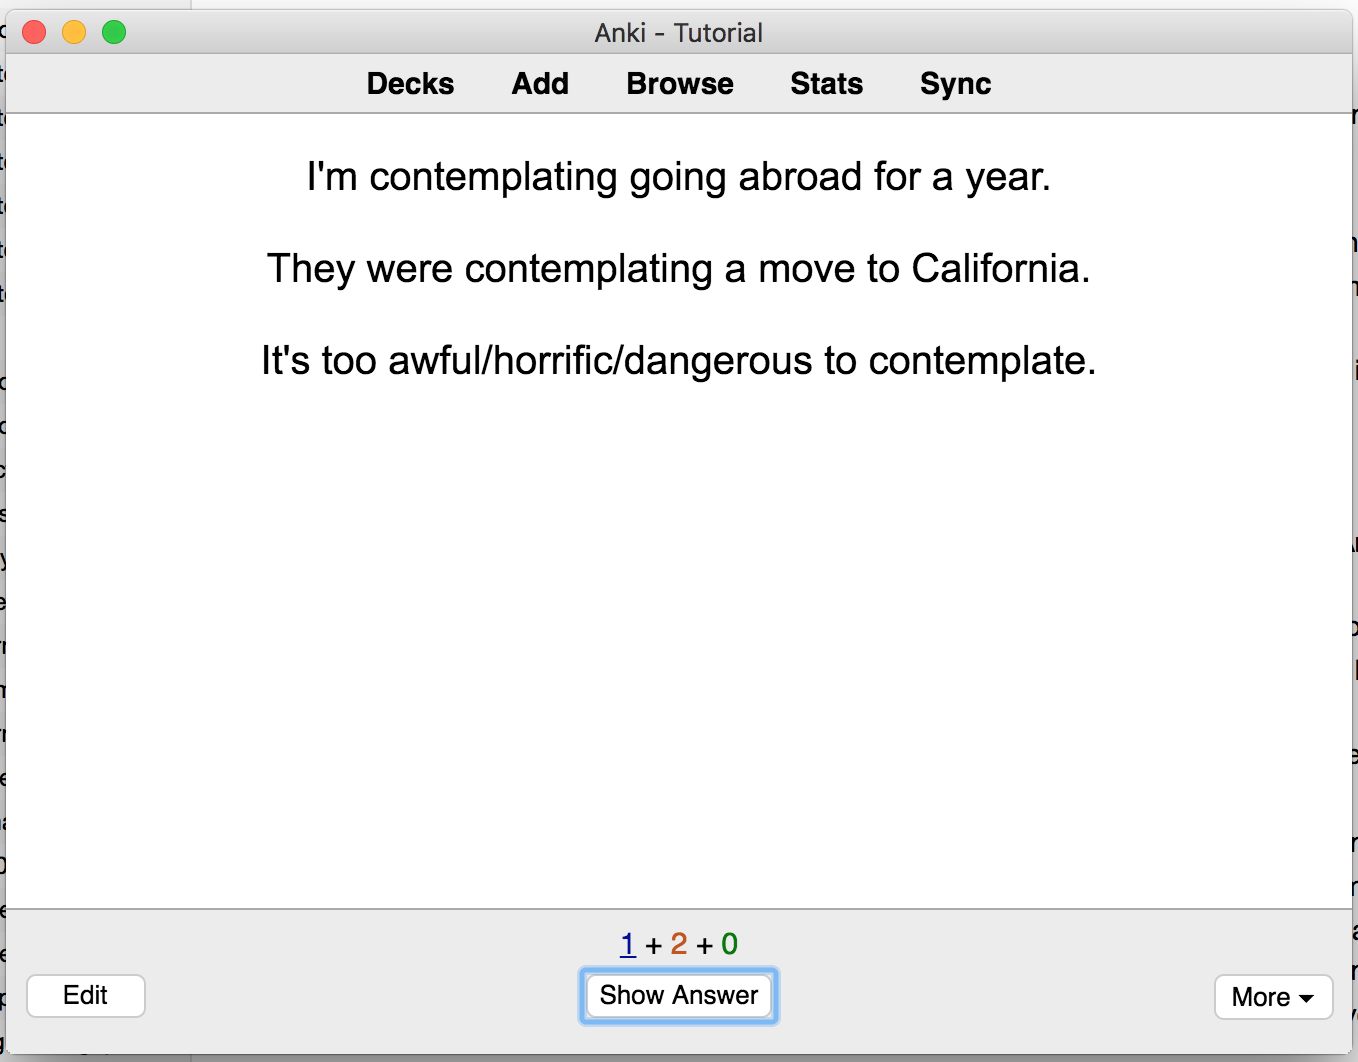 Anki - Tutorial
Decks Add Browse Stats Sync
I'm contemplating going abroad for a year.
They were contemplating a move to California.
It's too awful/horrific/dangerous to contemplate.
1 + 2 + 0
Edit Show Answer More